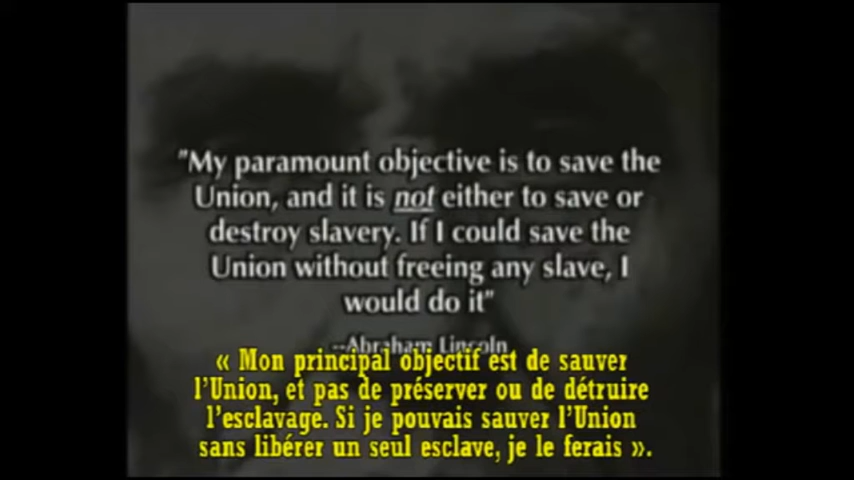 "My paramount objective is to save the
Union, and it is not either to save or
destroy slavery. If I could save the
Union without freeing any slave, I
would do it"
--Abraham Lincoln
« Mon principal objectif est de sauver
l'Union, et pas de préserver ou de détruire
l'esclavage. Si je pouvais sauver l'Union
sans libérer un seul esclave, je le ferais ».